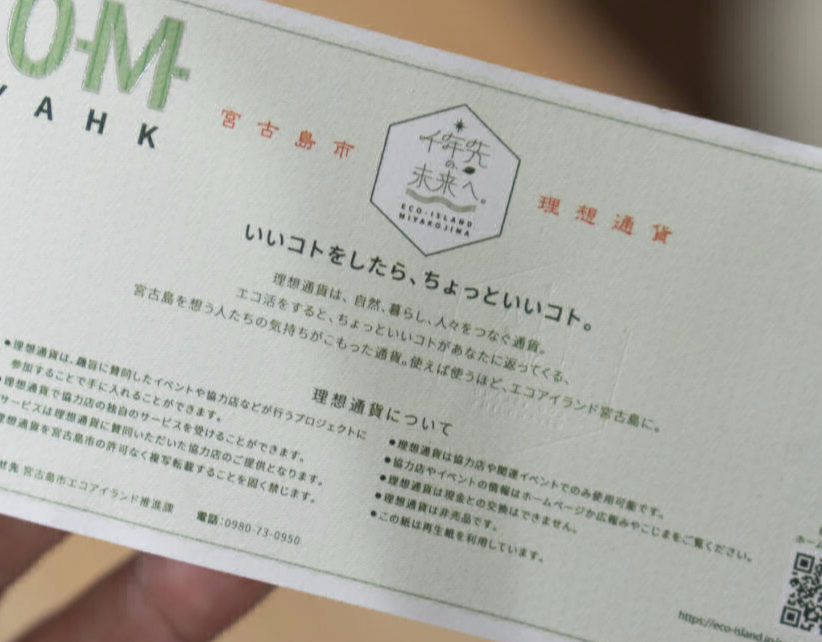 O-M-
YAHK
宮古島市
千年先
の、
未来へ。
ECO-ISLAND
MIYAKOJIMA
理想通貨
いいコトをしたら、ちょっといいコト。
理想通貨は、自然、暮らし、人々をつなぐ通貨。
エコ活をすると、ちょっといいコトがあなたに返ってくる、
宮古島を想う人たちの気持ちがこもった通貨。使えば使うほど、エコアイランド宮古島に。
理想通貨について
●理想通貨は、趣旨に賛同したイベントや協力店などが行うプロジェクトに
参加することで手に入れることができます。
理想通貨で協力店の独自のサービスを受けることができます。
サービスは理想通貨に賛同いただいた協力店のご提供となります。
理想通貨を宮古島市の許可なく複写転載することを固く禁じます。
●理想通貨は協力店や関連イベントでのみ使用可能です。
●協力店やイベントの情報はホームページか広報みやこじまをご覧ください。
●理想通貨は現金との交換はできません。
●理想通貨は非売品です。
●この紙は再生紙を利用しています。
先 宮古島市エコアイランド推進課 電話:0980-73-0950
ホー
https://eco-island.jp